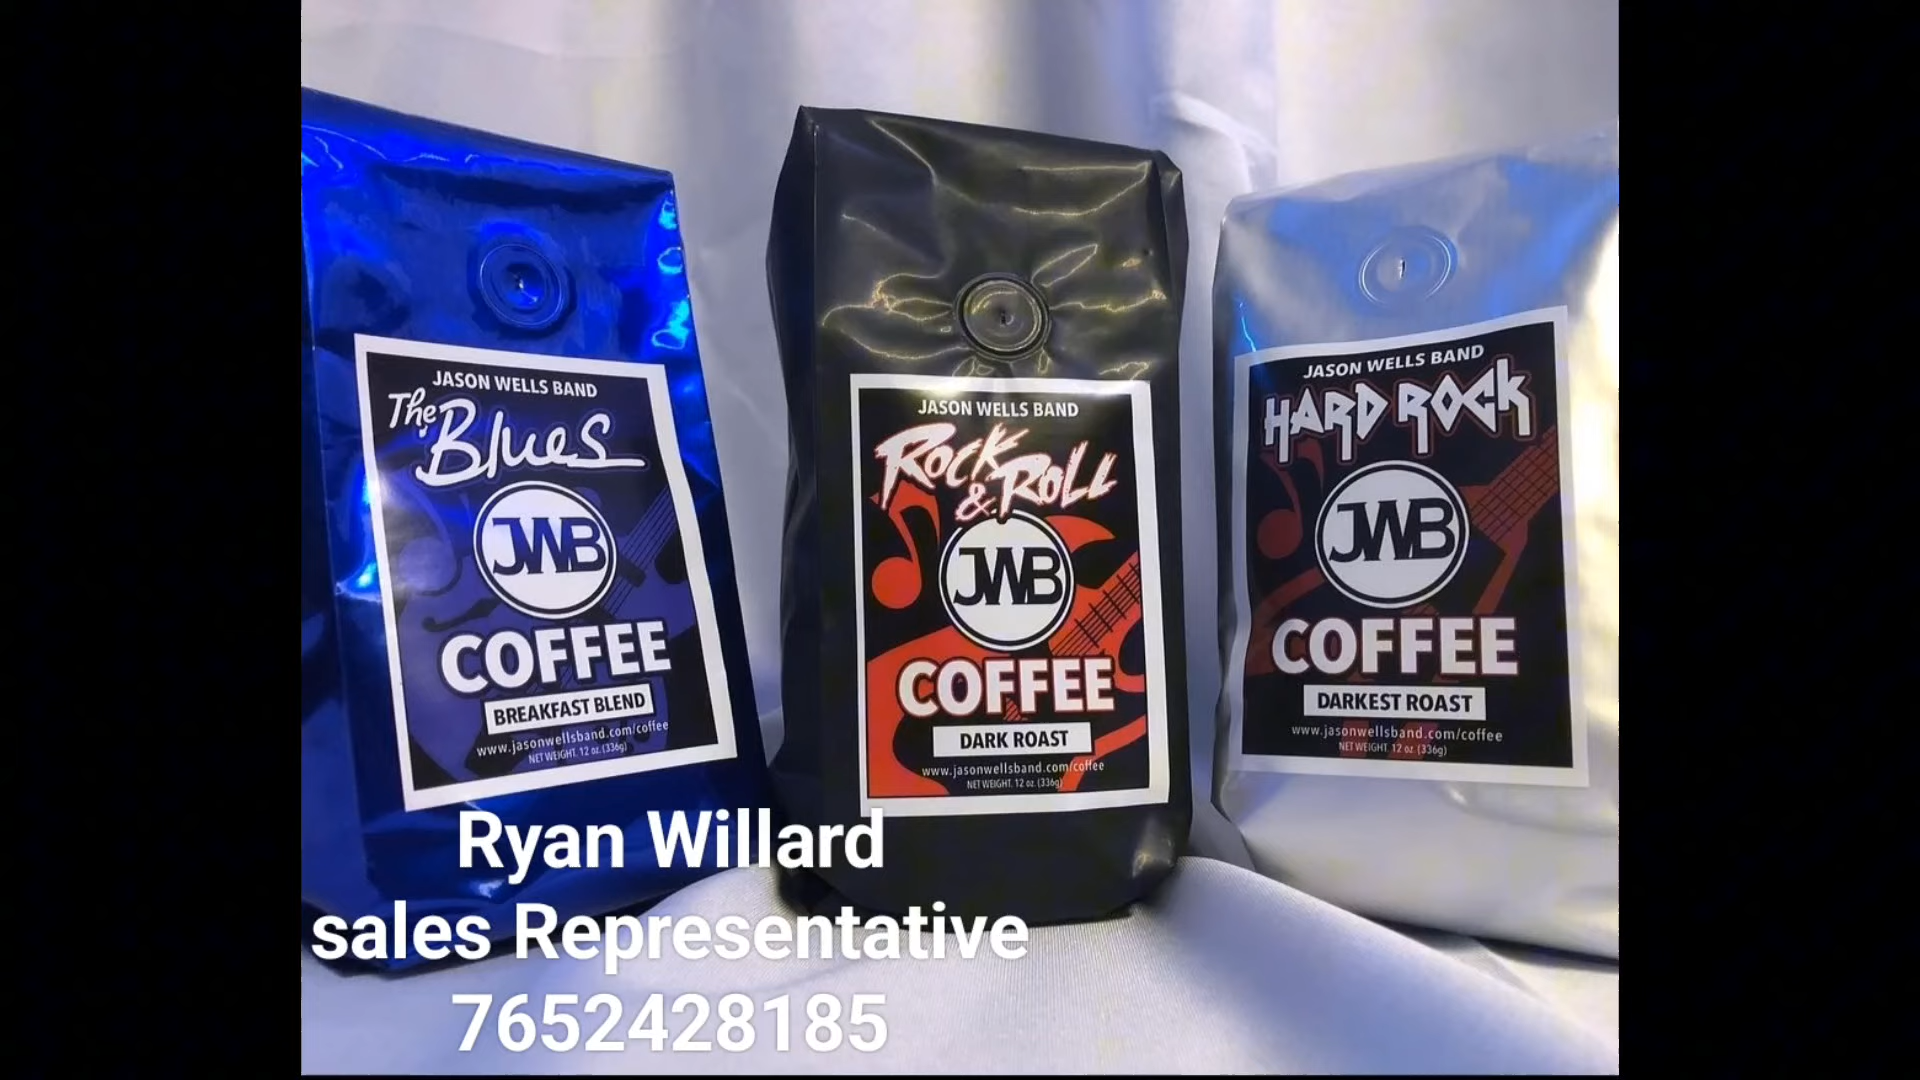 JASON WELLS BAND
The
Blues
JWB
COFFEE
BREAKFAST BLEND
www.jasonwellsband.com/coffee
NET WEIGHT. 12 oz. (336g)
JASON WELLS BAND
ROCK
& ROLL
JWB
COFFEE
DARK ROAST
www.jasonwellsband.com/coffee
NET WEIGHT. 12 oz. (336g)
JASON WELLS BAND
HARD ROCK
JWB
COFFEE
DARKEST ROAST
www.jasonwellsband.com/coffee
NET WEIGHT. 12 oz. (336g)
Ryan Willard
sales Representative
7652428185